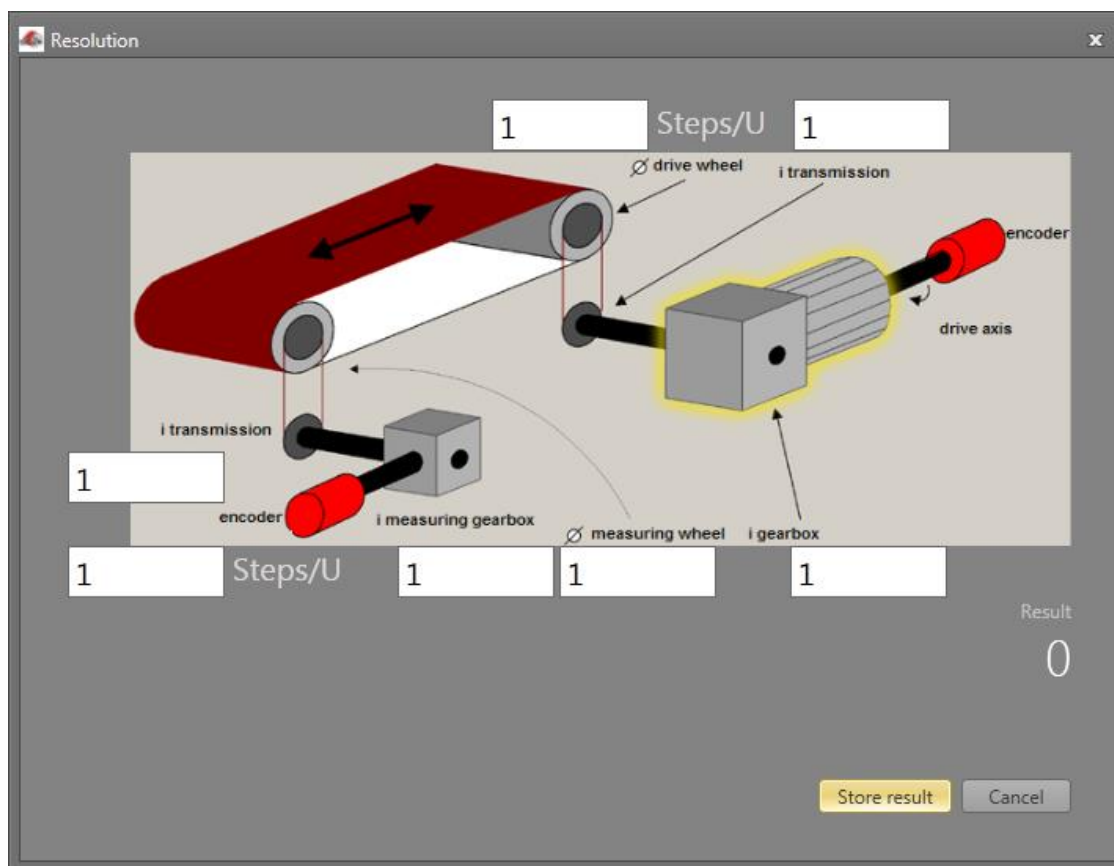 Resolution
x
1 Steps/U 1
Ø drive wheel
i transmission
encoder
drive axis
i transmission
1
encoder
i measuring gearbox
Ø measuring wheel
i gearbox
1 Steps/U 1 1 1
Result
0
Store result
Cancel